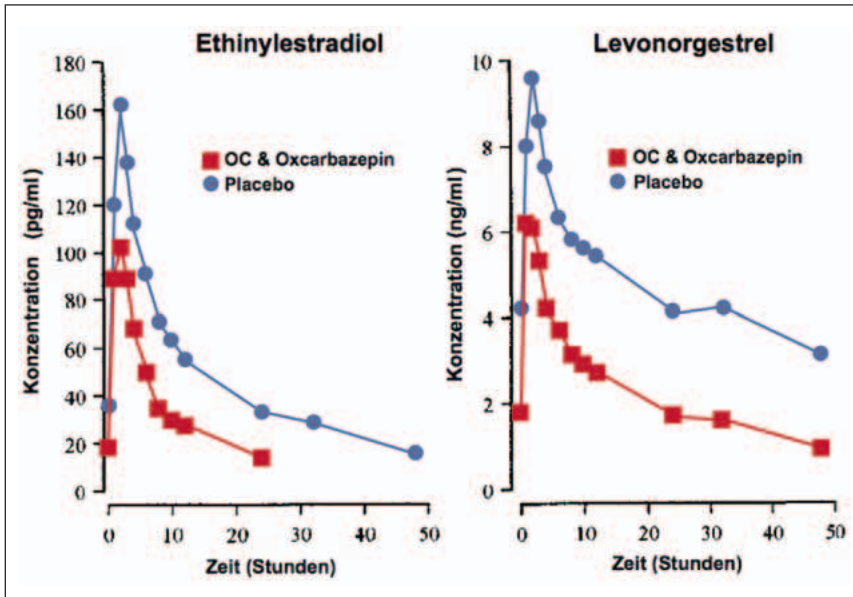 Ethinylestradiol
Konzentration (pg/ml)
180
160
140
120
100
80
60
40
20
0
OC & Oxcarbazepin
Placebo
0 10 20 30 40 50
Zeit (Stunden)
Levonorgestrel
Konzentration (ng/ml)
10
8
6
4
2
0
OC & Oxcarbazepin
Placebo
0 10 20 30 40 50
Zeit (Stunden)